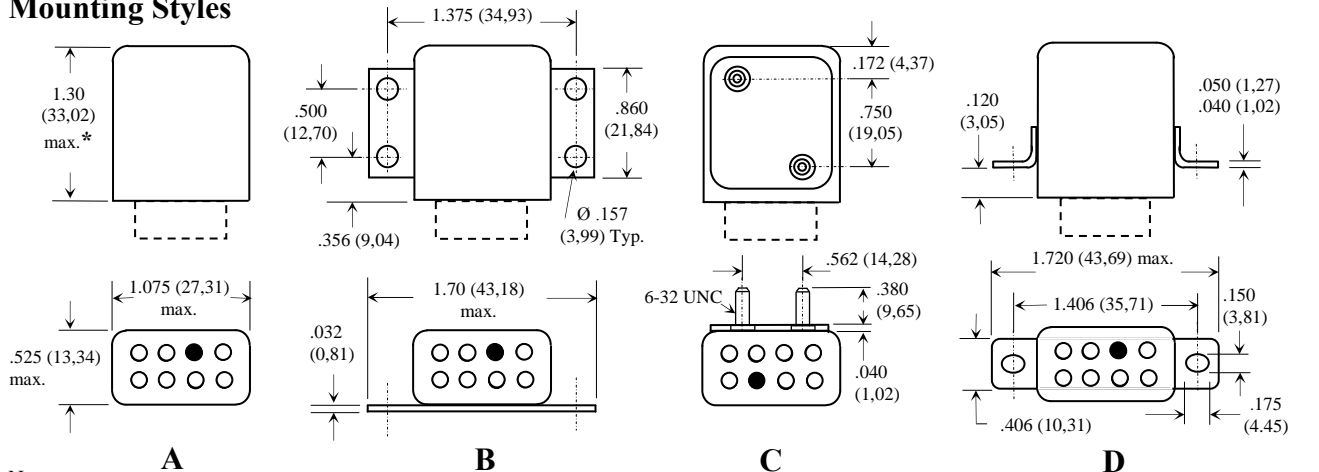 Mounting Styles
1.30
(33,02)
max.*
1.075 (27,31)
max.
.525 (13,34)
max.
A
1.375 (34,93)
.500
(12,70)
.860
(21,84)
Ø .157
(3,99) Typ.
.356 (9,04)
1.70 (43,18)
max.
.032
(0,81)
B
.172 (4,37)
.750
(19,05)
.562 (14,28)
6-32 UNC
.380
(9,65)
.040
(1,02)
C
.120
(3,05)
.050 (1,27)
.040 (1,02)
1.720 (43,69) max.
1.406 (35,71)
.150
(3,81)
.406 (10,31)
.175
(4.45)
D